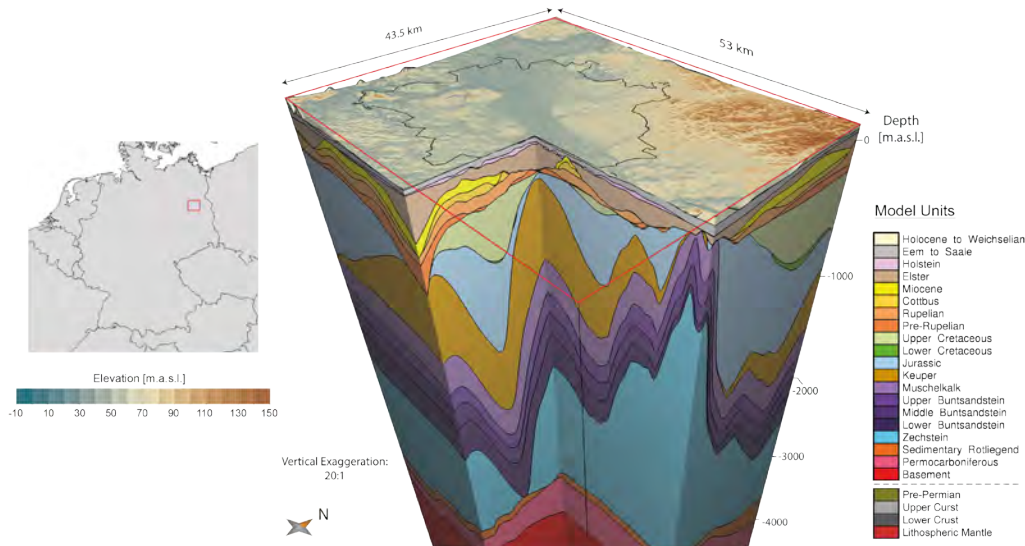 43.5 km
53 km
Depth
[m.a.s.l.]
0
-1000
-2000
-3000
-4000
Elevation [m.a.s.l.]
-10 10 30 50 70 90 110 130 150
Vertical Exaggeration:
20:1
N
Model Units
Holocene to Weichselian
Eem to Saale
Holstein
Elster
Miocene
Cottbus
Rupelian
Pre-Rupelian
Upper Cretaceous
Lower Cretaceous
Jurassic
Keuper
Muschelkalk
Upper Buntsandstein
Middle Buntsandstein
Lower Buntsandstein
Zechstein
Sedimentary Rotliegend
Permocarboniferous
Basement
Pre-Permian
Upper Curst
Lower Crust
Lithospheric Mantle